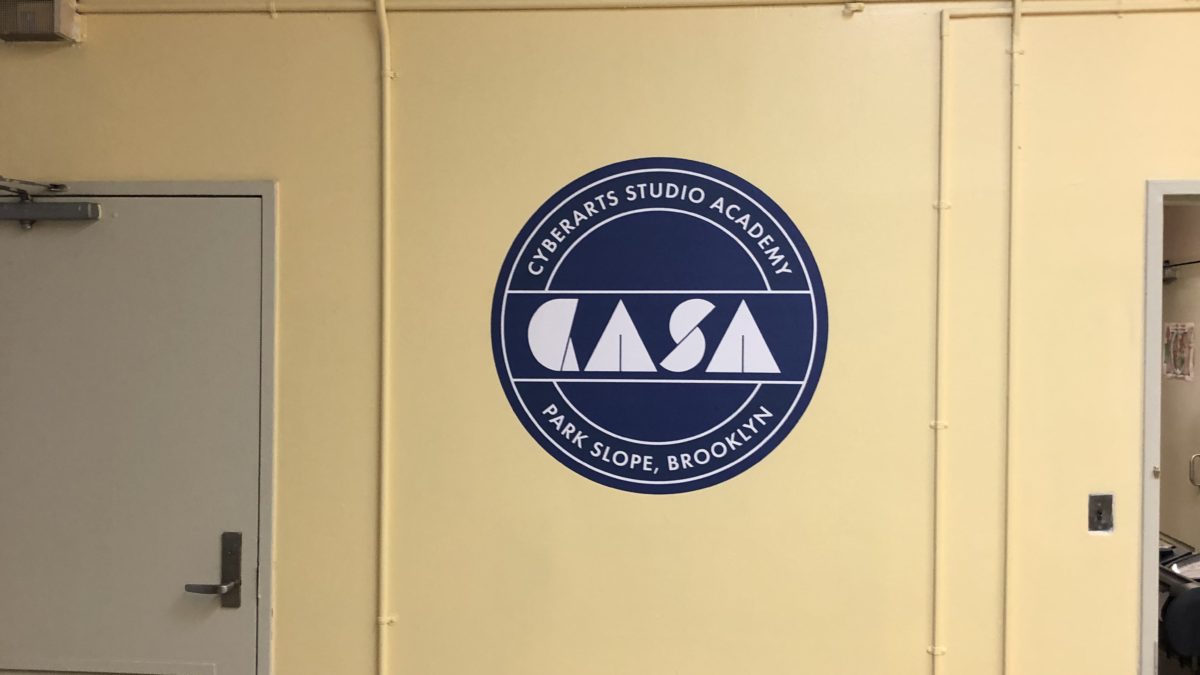 CYBERARTS STUDIO ACADEMY
CASA
PARK SLOPE, BROOKLYN